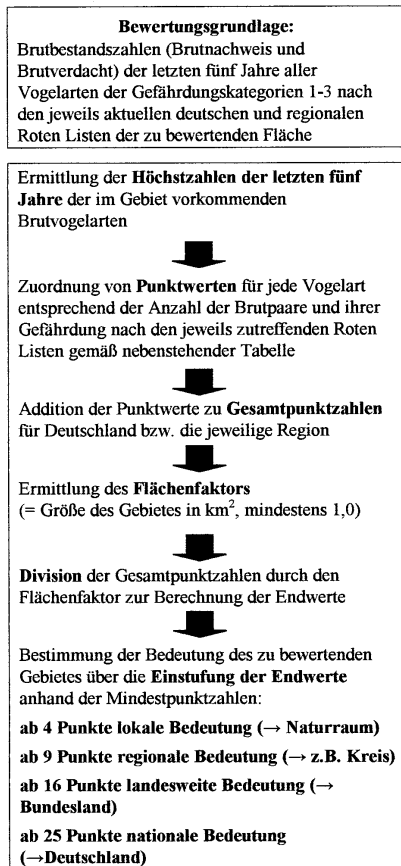 Bewertungsgrundlage:
Brutbestandszahlen (Brutnachweis und
Brutverdacht) der letzten fünf Jahre aller
Vogelarten der Gefährdungskategorien 1-3 nach
den jeweils aktuellen deutschen und regionalen
Roten Listen der zu bewertenden Fläche
Ermittlung der Höchstzahlen der letzten fünf
Jahre der im Gebiet vorkommenden
Brutvogelarten
Zuordnung von Punktwerten für jede Vogelart
entsprechend der Anzahl der Brutpaare und ihrer
Gefährdung nach den jeweils zutreffenden Roten
Listen gemäß nebenstehender Tabelle
Addition der Punktwerte zu Gesamtpunktzahlen
für Deutschland bzw. die jeweilige Region
Ermittlung des Flächenfaktors
(= Größe des Gebietes in km², mindestens 1,0)
Division der Gesamtpunktzahlen durch den
Flächenfaktor zur Berechnung der Endwerte
Bestimmung der Bedeutung des zu bewertenden
Gebietes über die Einstufung der Endwerte
anhand der Mindestpunktzahlen:
ab 4 Punkte lokale Bedeutung (→ Naturraum)
ab 9 Punkte regionale Bedeutung (→ z.B. Kreis)
ab 16 Punkte landesweite Bedeutung (→
Bundesland)
ab 25 Punkte nationale Bedeutung
(→Deutschland)